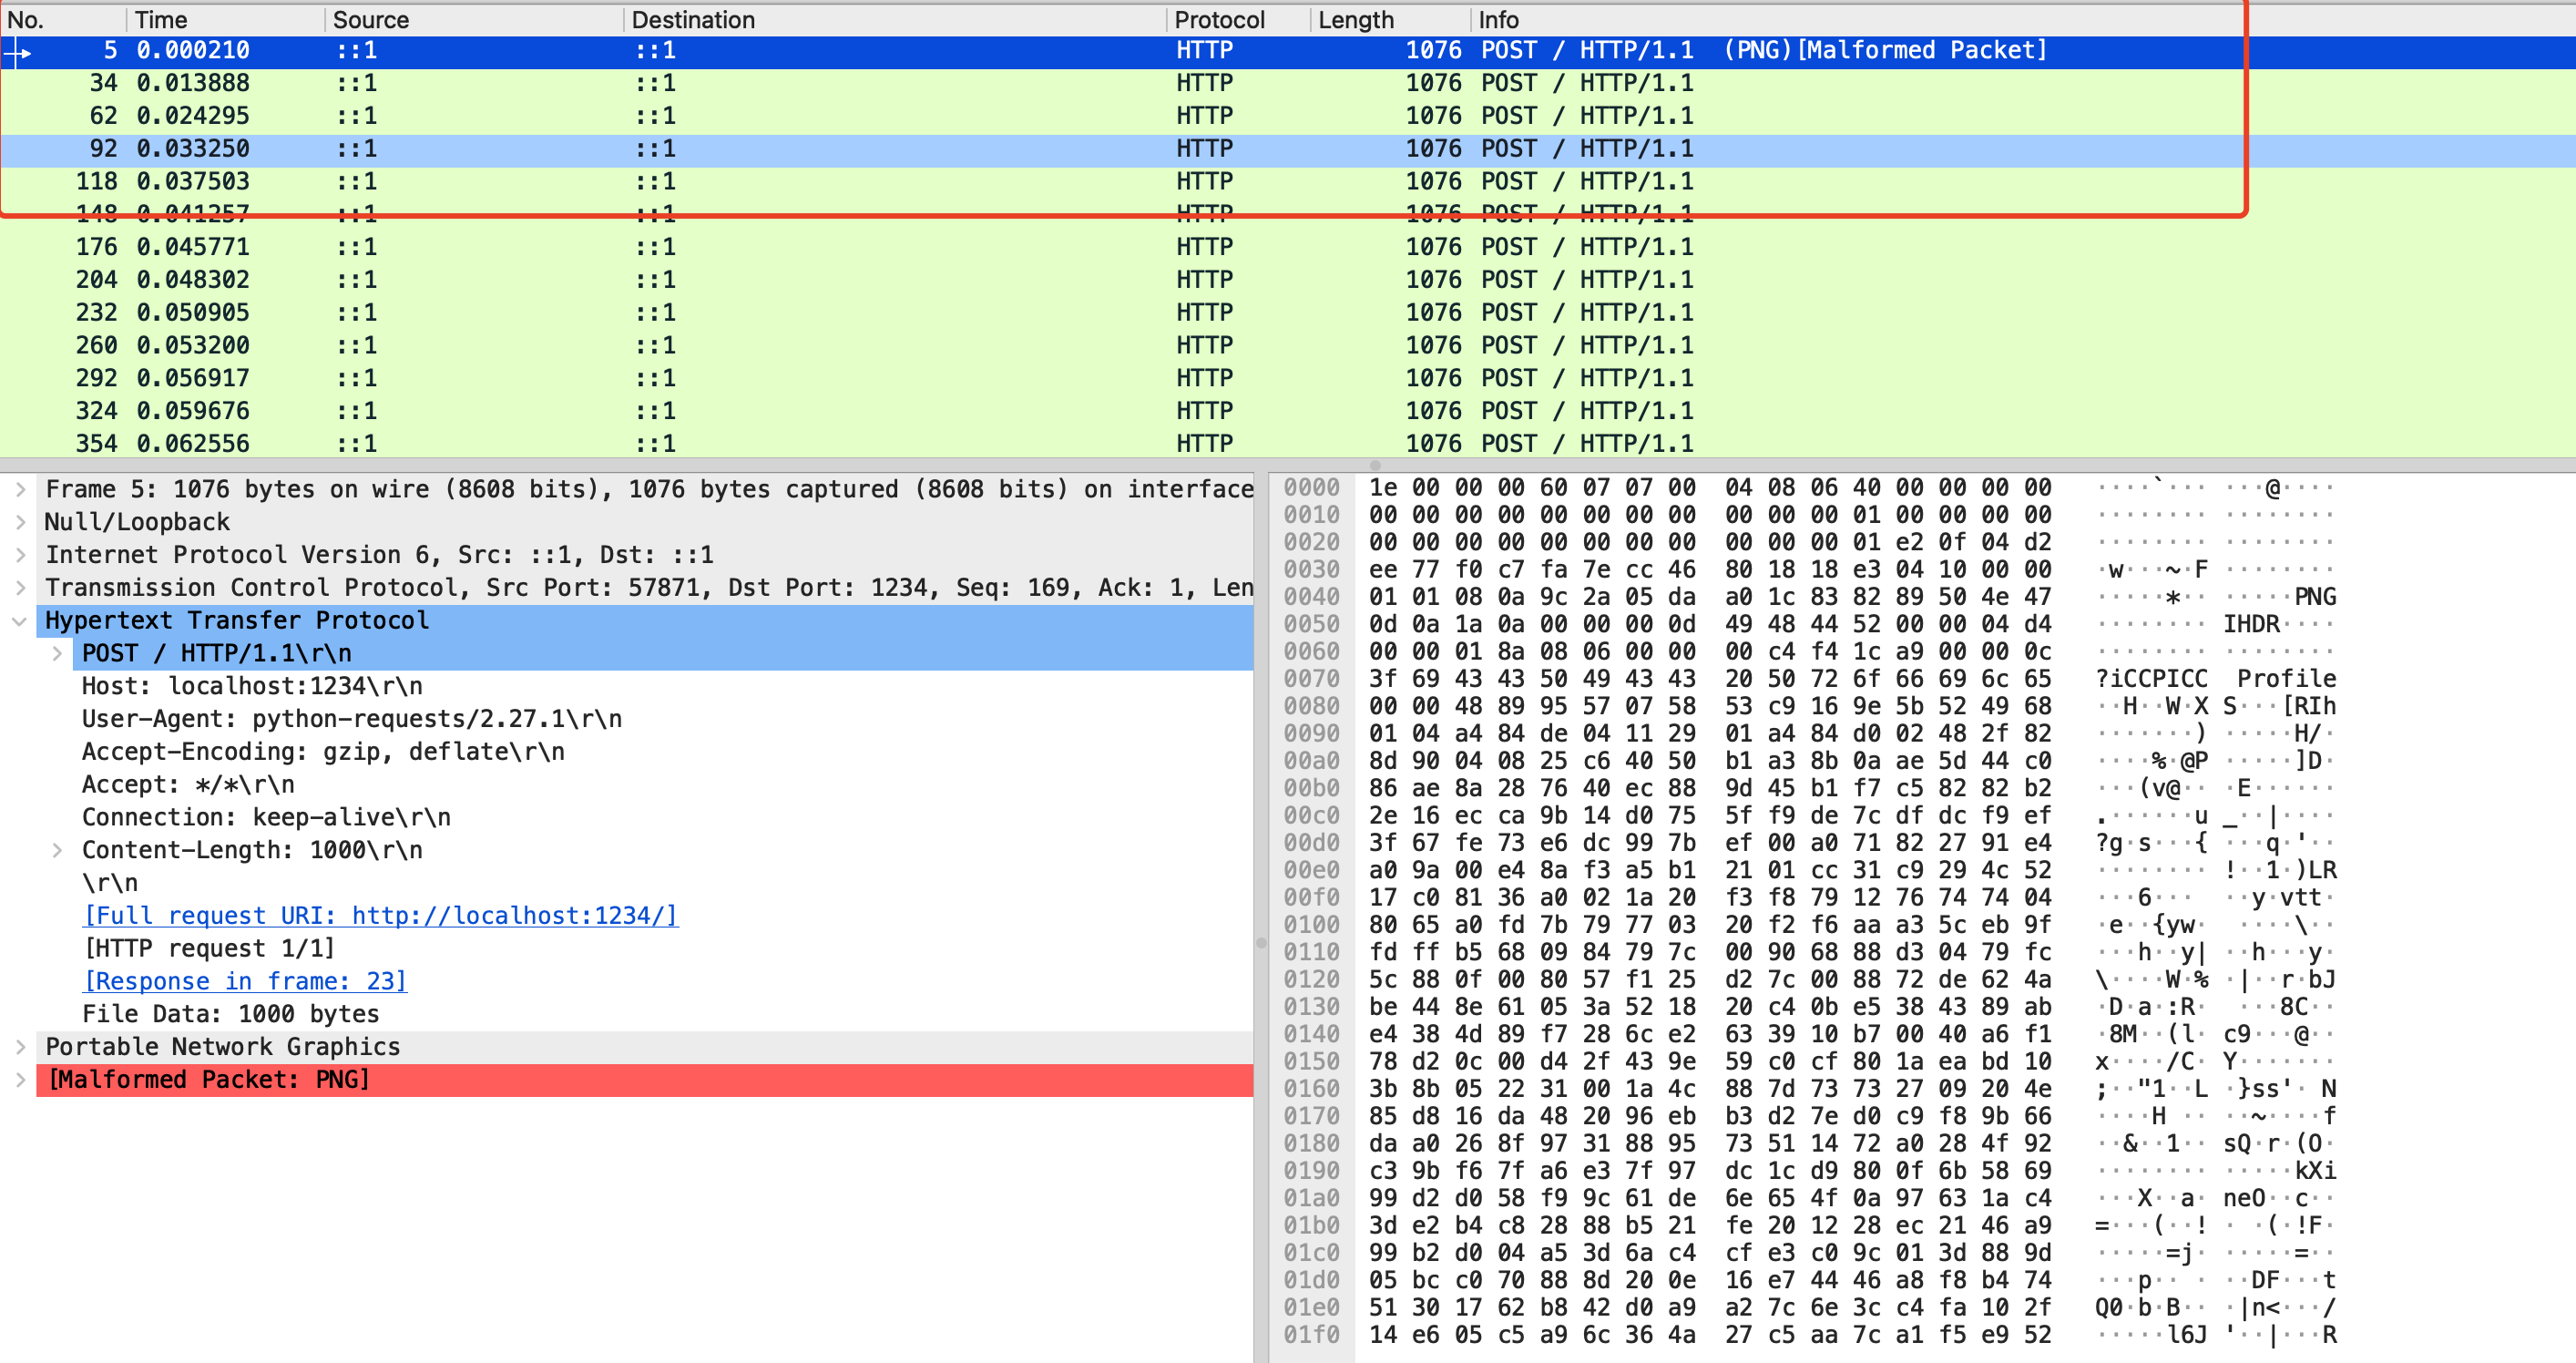 No. Time Source Destination Protocol Length Info
5 0.000210 ::1 ::1 HTTP 1076 POST / HTTP/1.1 (PNG)[Malformed Packet]
34 0.013888 ::1 ::1 HTTP 1076 POST / HTTP/1.1
62 0.024295 ::1 ::1 HTTP 1076 POST / HTTP/1.1
92 0.033250 ::1 ::1 HTTP 1076 POST / HTTP/1.1
118 0.037503 ::1 ::1 HTTP 1076 POST / HTTP/1.1
148 0.041257 ::1 ::1 HTTP 1076 POST / HTTP/1.1
176 0.045771 ::1 ::1 HTTP 1076 POST / HTTP/1.1
204 0.048302 ::1 ::1 HTTP 1076 POST / HTTP/1.1
232 0.050905 ::1 ::1 HTTP 1076 POST / HTTP/1.1
260 0.053200 ::1 ::1 HTTP 1076 POST / HTTP/1.1
292 0.056917 ::1 ::1 HTTP 1076 POST / HTTP/1.1
324 0.059676 ::1 ::1 HTTP 1076 POST / HTTP/1.1
354 0.062556 ::1 ::1 HTTP 1076 POST / HTTP/1.1
Frame 5: 1076 bytes on wire (8608 bits), 1076 bytes captured (8608 bits) on interface
Null/Loopback
Internet Protocol Version 6, Src: ::1, Dst: ::1
Transmission Control Protocol, Src Port: 57871, Dst Port: 1234, Seq: 169, Ack: 1, Len
Hypertext Transfer Protocol
POST / HTTP/1.1\r\n
Host: localhost:1234\r\n
User-Agent: python-requests/2.27.1\r\n
Accept-Encoding: gzip, deflate\r\n
Accept: */*\r\n
Connection: keep-alive\r\n
Content-Length: 1000\r\n
\r\n
[Full request URI: http://localhost:1234/]
[HTTP request 1/1]
[Response in frame: 23]
File Data: 1000 bytes
Portable Network Graphics
[Malformed Packet: PNG]
0000 1e 00 00 00 60 07 07 00 04 08 06 40 00 00 00 00 ····`··· ···@····
0010 00 00 00 00 00 00 00 00 00 00 00 01 00 00 00 00 ········ ········
0020 00 00 00 00 00 00 00 00 00 00 00 01 e2 0f 04 d2 ········ ········
0030 ee 77 f0 c7 fa 7e cc 46 80 18 18 e3 04 10 00 00 ·w···~·F ········
0040 01 01 08 0a 9c 2a 05 da a0 1c 83 82 89 50 4e 47 ·····*·· ·····PNG
0050 0d 0a 1a 0a 00 00 00 0d 49 48 44 52 00 00 04 d4 ········ IHDR····
0060 00 00 01 8a 08 06 00 00 00 c4 f4 1c a9 00 00 0c ········ ········
0070 3f 69 43 43 50 49 43 43 20 50 72 6f 66 69 6c 65 ?iCCPICC Profile
0080 00 00 48 89 95 57 07 58 53 c9 16 9e 5b 52 49 68 ··H··W·X S···[RIh
0090 01 04 a4 84 de 04 11 29 01 a4 84 d0 02 48 2f 82 ·······) ·····H/·
00a0 8d 90 04 08 25 c6 40 50 b1 a3 8b 0a ae 5d 44 c0 ····%·@P ·····]D·
00b0 86 ae 8a 28 76 40 ec 88 9d 45 b1 f7 c5 82 82 b2 ···(v@·· ·E······
00c0 2e 16 ec ca 9b 14 d0 75 5f f9 de 7c df dc f9 ef .······u _··|····
00d0 3f 67 fe 73 e6 dc 99 7b ef 00 a0 71 82 27 91 e4 ?g·s···{ ···q·'··
00e0 a0 9a 00 e4 8a f3 a5 b1 21 01 cc 31 c9 29 4c 52 ········ !··1·)LR
00f0 17 c0 81 36 a0 02 1a 20 f3 f8 79 12 76 74 74 04 ···6··· ··y·vtt·
0100 80 65 a0 fd 7b 79 77 03 20 f2 f6 aa a3 5c eb 9f ·e··{yw· ····\··
0110 fd ff b5 68 09 84 79 7c 00 90 68 88 d3 04 79 fc ···h··y| ··h···y·
0120 5c 88 0f 00 80 57 f1 25 d2 7c 00 88 72 de 62 4a \····W·% ·|··r·bJ
0130 be 44 8e 61 05 3a 52 18 20 c4 0b e5 38 43 89 ab ·D·a·:R· ···8C··
0140 e4 38 4d 89 f7 28 6c e2 63 39 10 b7 00 40 a6 f1 ·8M··(l· c9···@··
0150 78 d2 0c 00 d4 2f 43 9e 59 c0 cf 80 1a ea bd 10 x····/C· Y·······
0160 3b 8b 05 22 31 00 1a 4c 88 7d 73 73 27 09 20 4e ;··"1··L ·}ss'· N
0170 85 d8 16 da 48 20 96 eb b3 d2 7e d0 c9 f8 9b 66 ····H ·· ··~····f
0180 da a0 26 8f 97 31 88 95 73 51 14 72 a0 28 4f 92 ··&··1·· sQ·r·(O·
0190 c3 9b f6 7f a6 e3 7f 97 dc 1c d9 80 0f 6b 58 69 ········ ·····kXi
01a0 99 d2 d0 58 f9 9c 61 de 6e 65 4f 0a 97 63 1a c4 ···X··a· neO··c··
01b0 3d e2 b4 c8 28 88 b5 21 fe 20 12 28 ec 21 46 a9 =···(··! · ·(·!F·
01c0 99 b2 d0 04 a5 3d 6a c4 cf e3 c0 9c 01 3d 88 9d ·····=j· ·····=··
01d0 05 bc c0 70 88 8d 20 0e 16 e7 44 46 a8 f8 b4 74 ···p·· · ··DF···t
01e0 51 30 17 62 b8 42 d0 a9 a2 7c 6e 3c c4 fa 10 2f Q0·b·B·· ·|n<···/
01f0 14 e6 05 c5 a9 6c 36 4a 27 c5 aa 7c a1 f5 e9 52 ·····l6J '··|···R